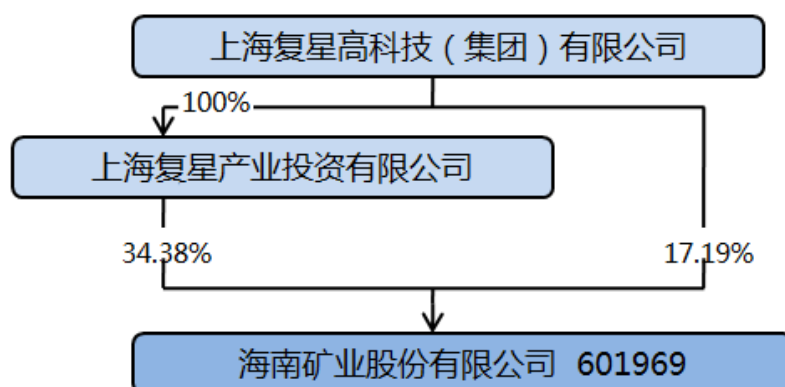 上海复星高科技（集团）有限公司
100%
上海复星产业投资有限公司
34.38%
17.19%
海南矿业股份有限公司 601969